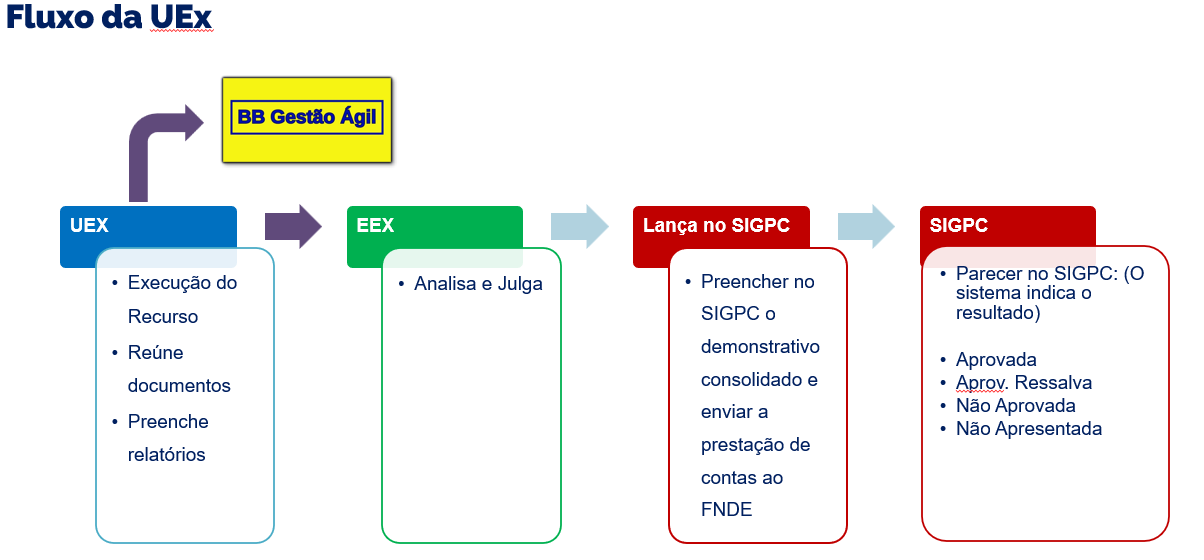 Fluxo da UEx
BB Gestão Ágil
UEX
• Execução do
Recurso
• Reúne
documentos
• Preenche
relatórios
EEX
• Analisa e Julga
Lança no SIGPC
• Preencher no
SIGPC o
demonstrativo
consolidado e
enviar a
prestação de
contas ao
FNDE
SIGPC
• Parecer no SIGPC: (O
sistema indica o
resultado)
• Aprovada
• Aprov. Ressalva
• Não Aprovada
• Não Apresentada